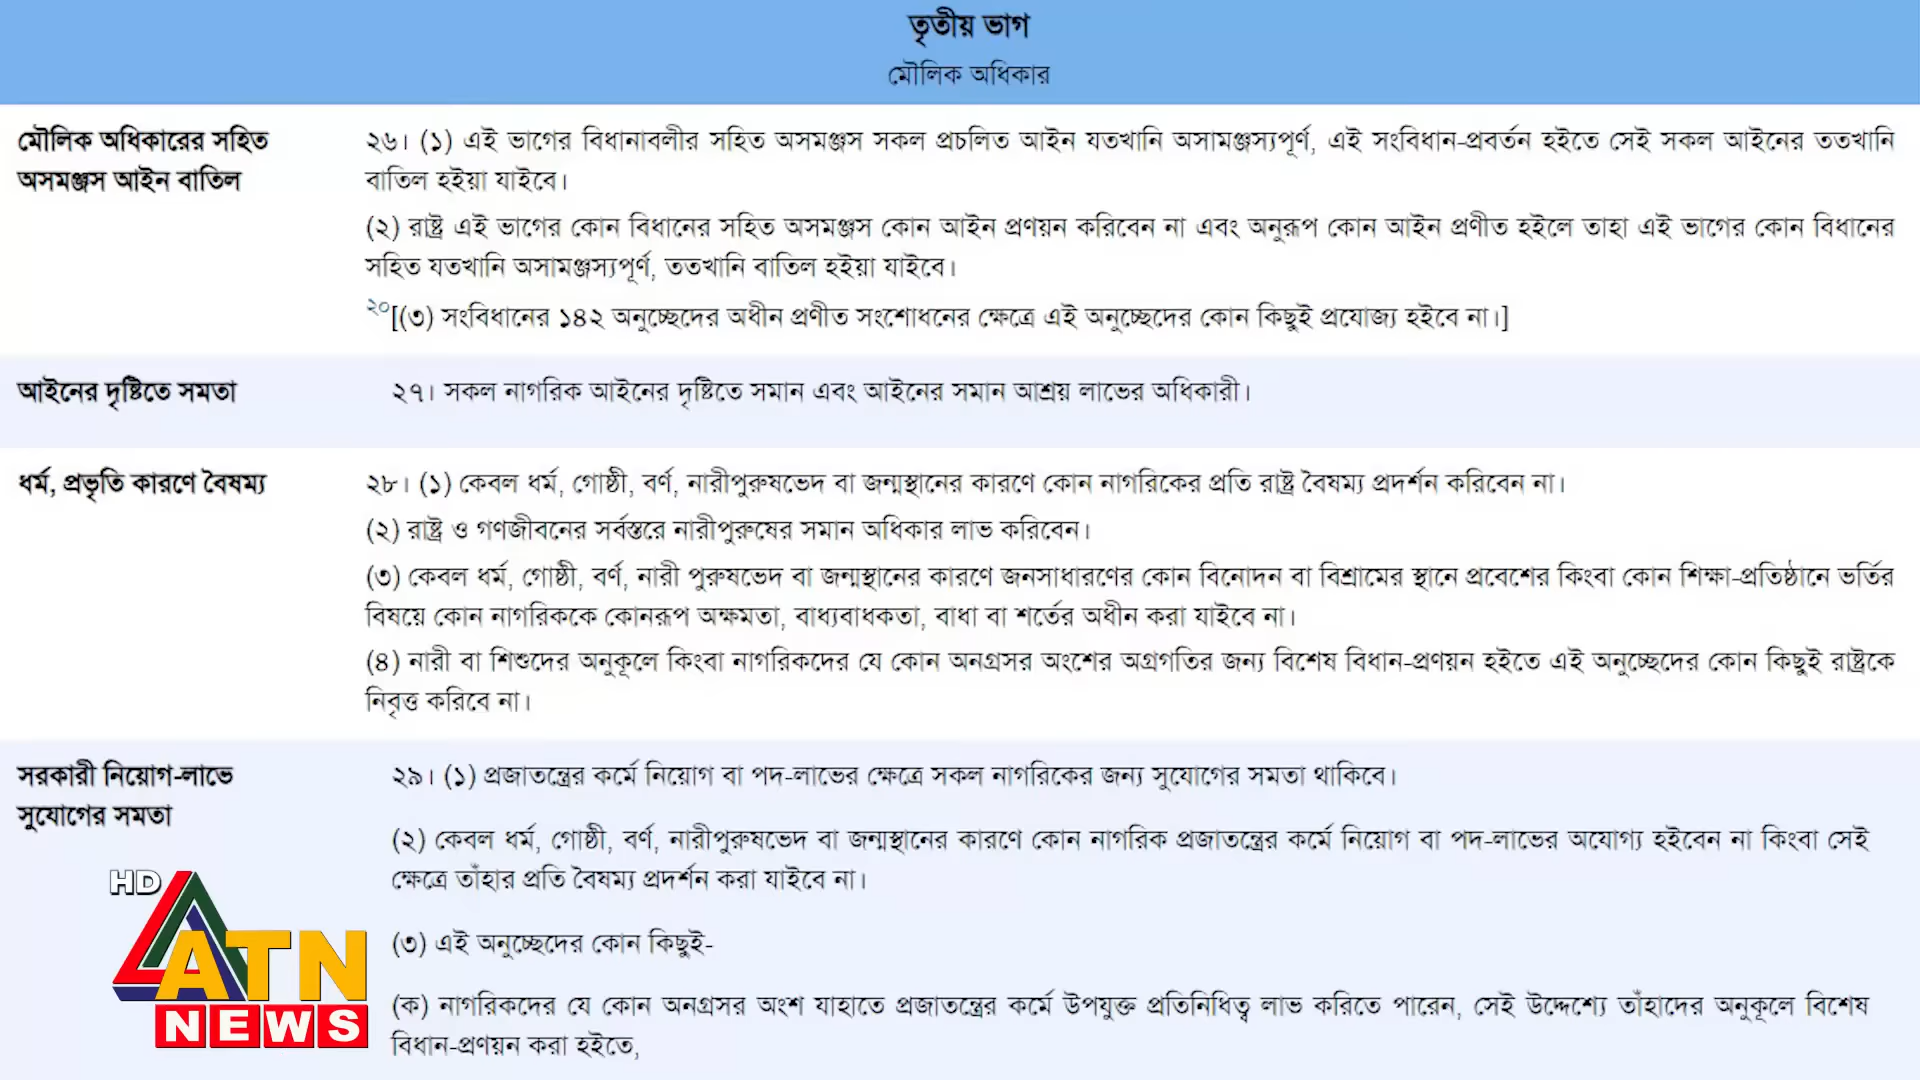 তৃতীয় ভাগ
মৌলিক অধিকার
মৌলিক অধিকারের সহিত
অসমঞ্জস আইন বাতিল
২৬। (১) এই ভাগের বিধানাবলীর সহিত অসমঞ্জস সকল প্রচলিত আইন যতখানি অসামঞ্জস্যপূর্ণ, এই সংবিধান-প্রবর্তন হইতে সেই সকল আইনের ততখানি
বাতিল হইয়া যাইবে।
(২) রাষ্ট্র এই ভাগের কোন বিধানের সহিত অসমঞ্জস কোন আইন প্রণয়ন করিবেন না এবং অনুরূপ কোন আইন প্রণীত হইলে তাহা এই ভাগের কোন বিধানের
সহিত যতখানি অসামঞ্জস্যপূর্ণ, ততখানি বাতিল হইয়া যাইবে।
২০[(৩) সংবিধানের ১৪২ অনুচ্ছেদের অধীন প্রণীত সংশোধনের ক্ষেত্রে এই অনুচ্ছেদের কোন কিছুই প্রযোজ্য হইবে না।]
আইনের দৃষ্টিতে সমতা
২৭। সকল নাগরিক আইনের দৃষ্টিতে সমান এবং আইনের সমান আশ্রয় লাভের অধিকারী।
ধর্ম, প্রভৃতি কারণে বৈষম্য
২৮। (১) কেবল ধর্ম, গোষ্ঠী, বর্ণ, নারীপুরুষভেদ বা জন্মস্থানের কারণে কোন নাগরিকের প্রতি রাষ্ট্র বৈষম্য প্রদর্শন করিবেন না।
(২) রাষ্ট্র ও গণজীবনের সর্বস্তরে নারীপুরুষের সমান অধিকার লাভ করিবেন।
(৩) কেবল ধর্ম, গোষ্ঠী, বর্ণ, নারী পুরুষভেদ বা জন্মস্থানের কারণে জনসাধারণের কোন বিনোদন বা বিশ্রামের স্থানে প্রবেশের কিংবা কোন শিক্ষা-প্রতিষ্ঠানে ভর্তির
বিষয়ে কোন নাগরিককে কোনরূপ অক্ষমতা, বাধ্যবাধকতা, বাধা বা শর্তের অধীন করা যাইবে না।
(৪) নারী বা শিশুদের অনুকূলে কিংবা নাগরিকদের যে কোন অনগ্রসর অংশের অগ্রগতির জন্য বিশেষ বিধান-প্রণয়ন হইতে এই অনুচ্ছেদের কোন কিছুই রাষ্ট্রকে
নিবৃত্ত করিবে না।
সরকারী নিয়োগ-লাভে
সুযোগের সমতা
২৯। (১) প্রজাতন্ত্রের কর্মে নিয়োগ বা পদ-লাভের ক্ষেত্রে সকল নাগরিকের জন্য সুযোগের সমতা থাকিবে।
(২) কেবল ধর্ম, গোষ্ঠী, বর্ণ, নারীপুরুষভেদ বা জন্মস্থানের কারণে কোন নাগরিক প্রজাতন্ত্রের কর্মে নিয়োগ বা পদ-লাভের অযোগ্য হইবেন না কিংবা সেই
ক্ষেত্রে তাঁহার প্রতি বৈষম্য প্রদর্শন করা যাইবে না।
(৩) এই অনুচ্ছেদের কোন কিছুই-
(ক) নাগরিকদের যে কোন অনগ্রসর অংশ যাহাতে প্রজাতন্ত্রের কর্মে উপযুক্ত প্রতিনিধিত্ব লাভ করিতে পারেন, সেই উদ্দেশ্যে তাঁহাদের অনুকূলে বিশেষ
বিধান-প্রণয়ন করা হইতে,
HD
ATN
NEWS